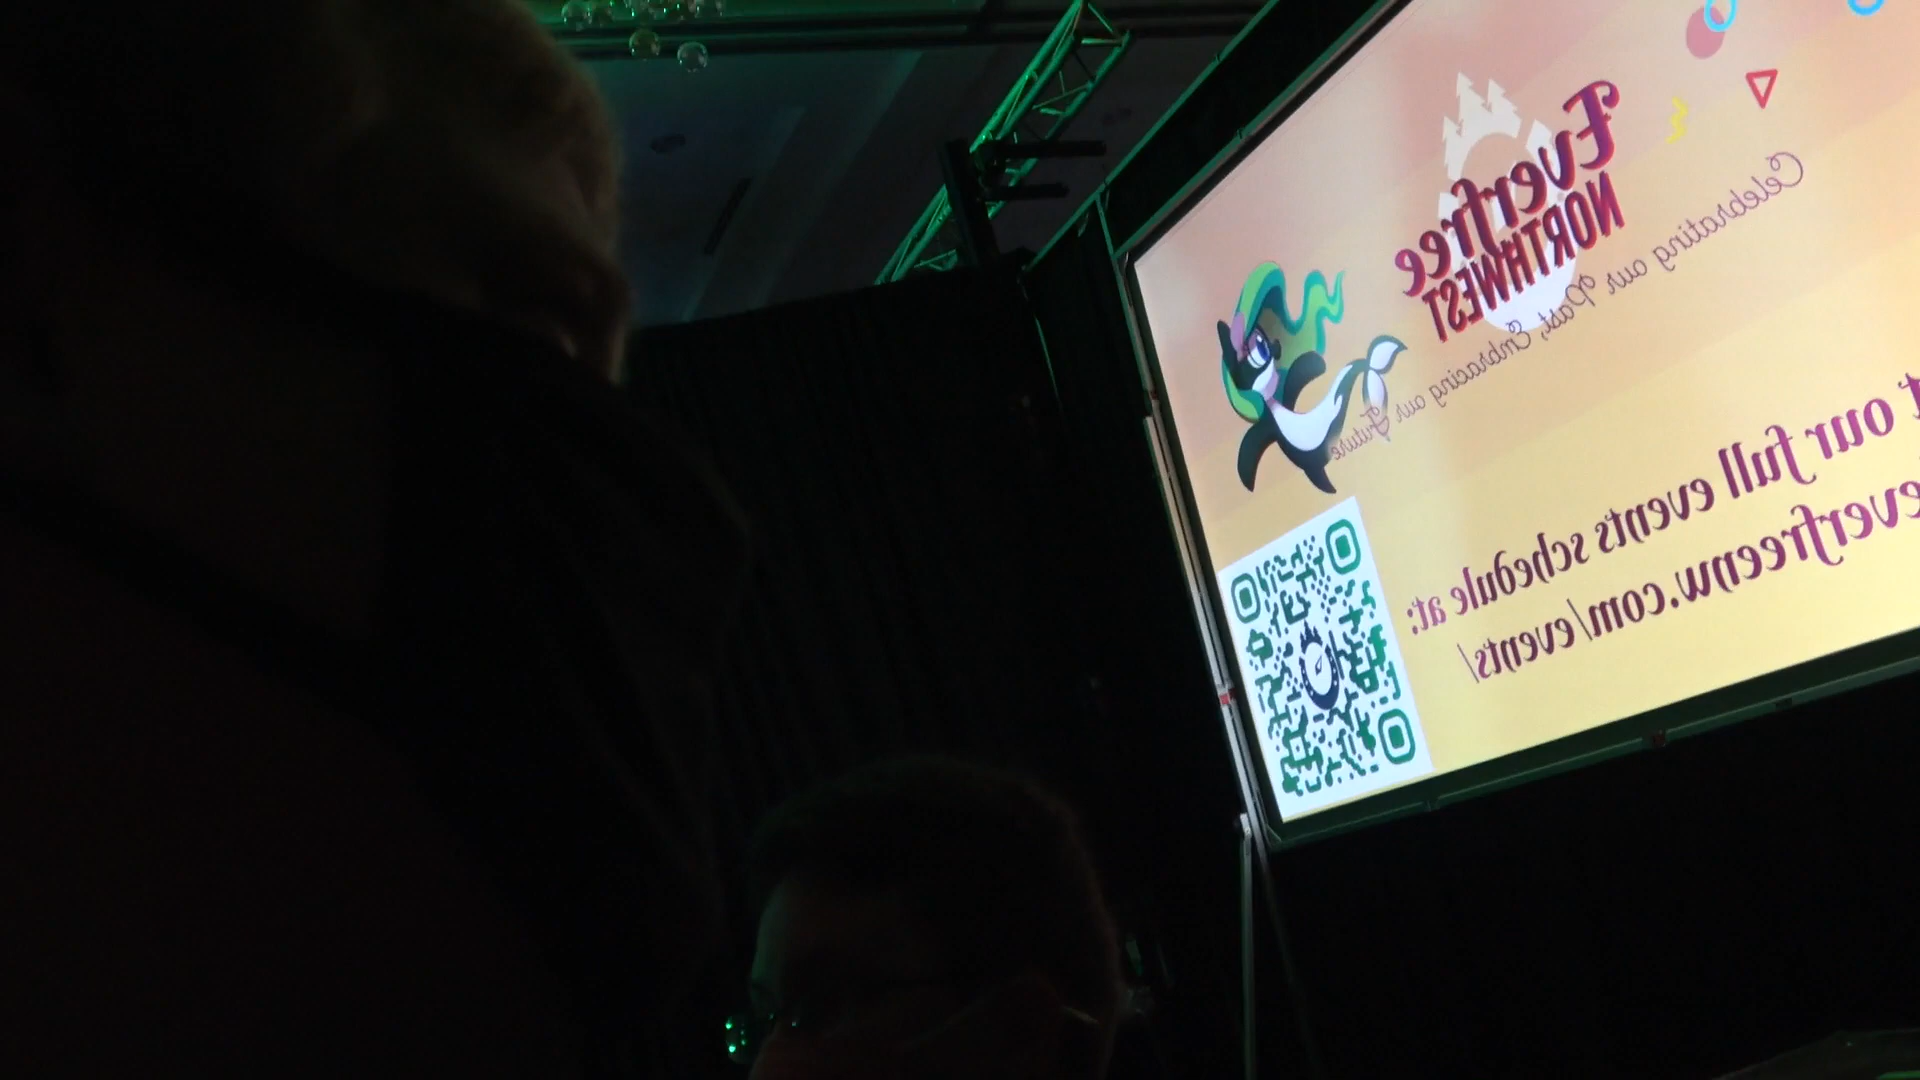 Everfree
NORTHWEST
Celebrating our Past, Embracing our Future
t our full events schedule at:
everfreenw.com/events/